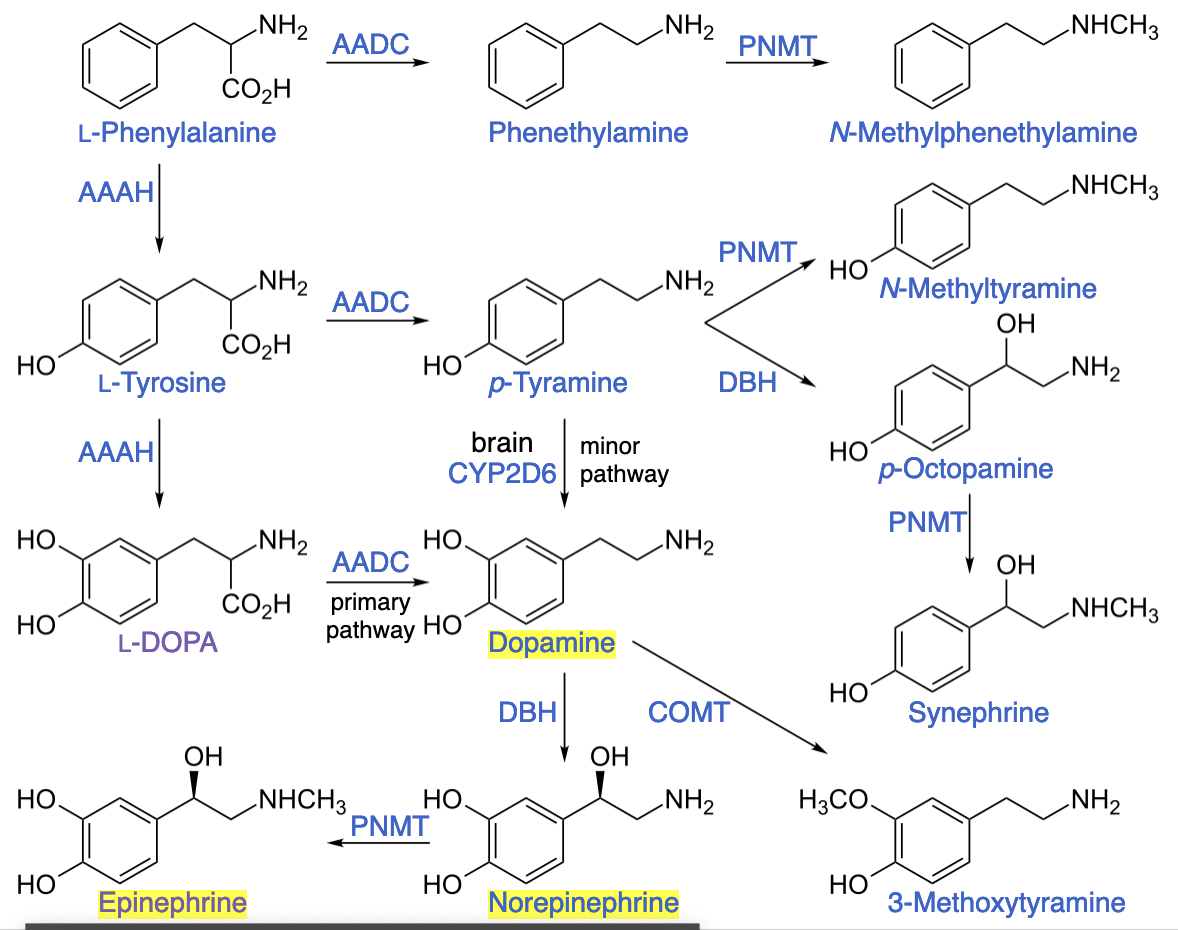 NH2
CO2H
L-Phenylalanine
AADC
NH2
Phenethylamine
PNMT
NHCH3
N-Methylphenethylamine
AAAH
NH2
CO2H
HO
L-Tyrosine
AADC
NH2
HO
p-Tyramine
PNMT
NHCH3
HO
N-Methyltyramine
DBH
OH
NH2
HO
p-Octopamine
AAAH
brain
CYP2D6
minor
pathway
PNMT
HO
NH2
CO2H
HO
L-DOPA
AADC
primary
pathway
HO
NH2
HO
Dopamine
OH
NHCH3
HO
Synephrine
DBH
COMT
OH
HO
NHCH3
HO
Epinephrine
PNMT
OH
HO
NH2
HO
Norepinephrine
H3CO
NH2
HO
3-Methoxytyramine